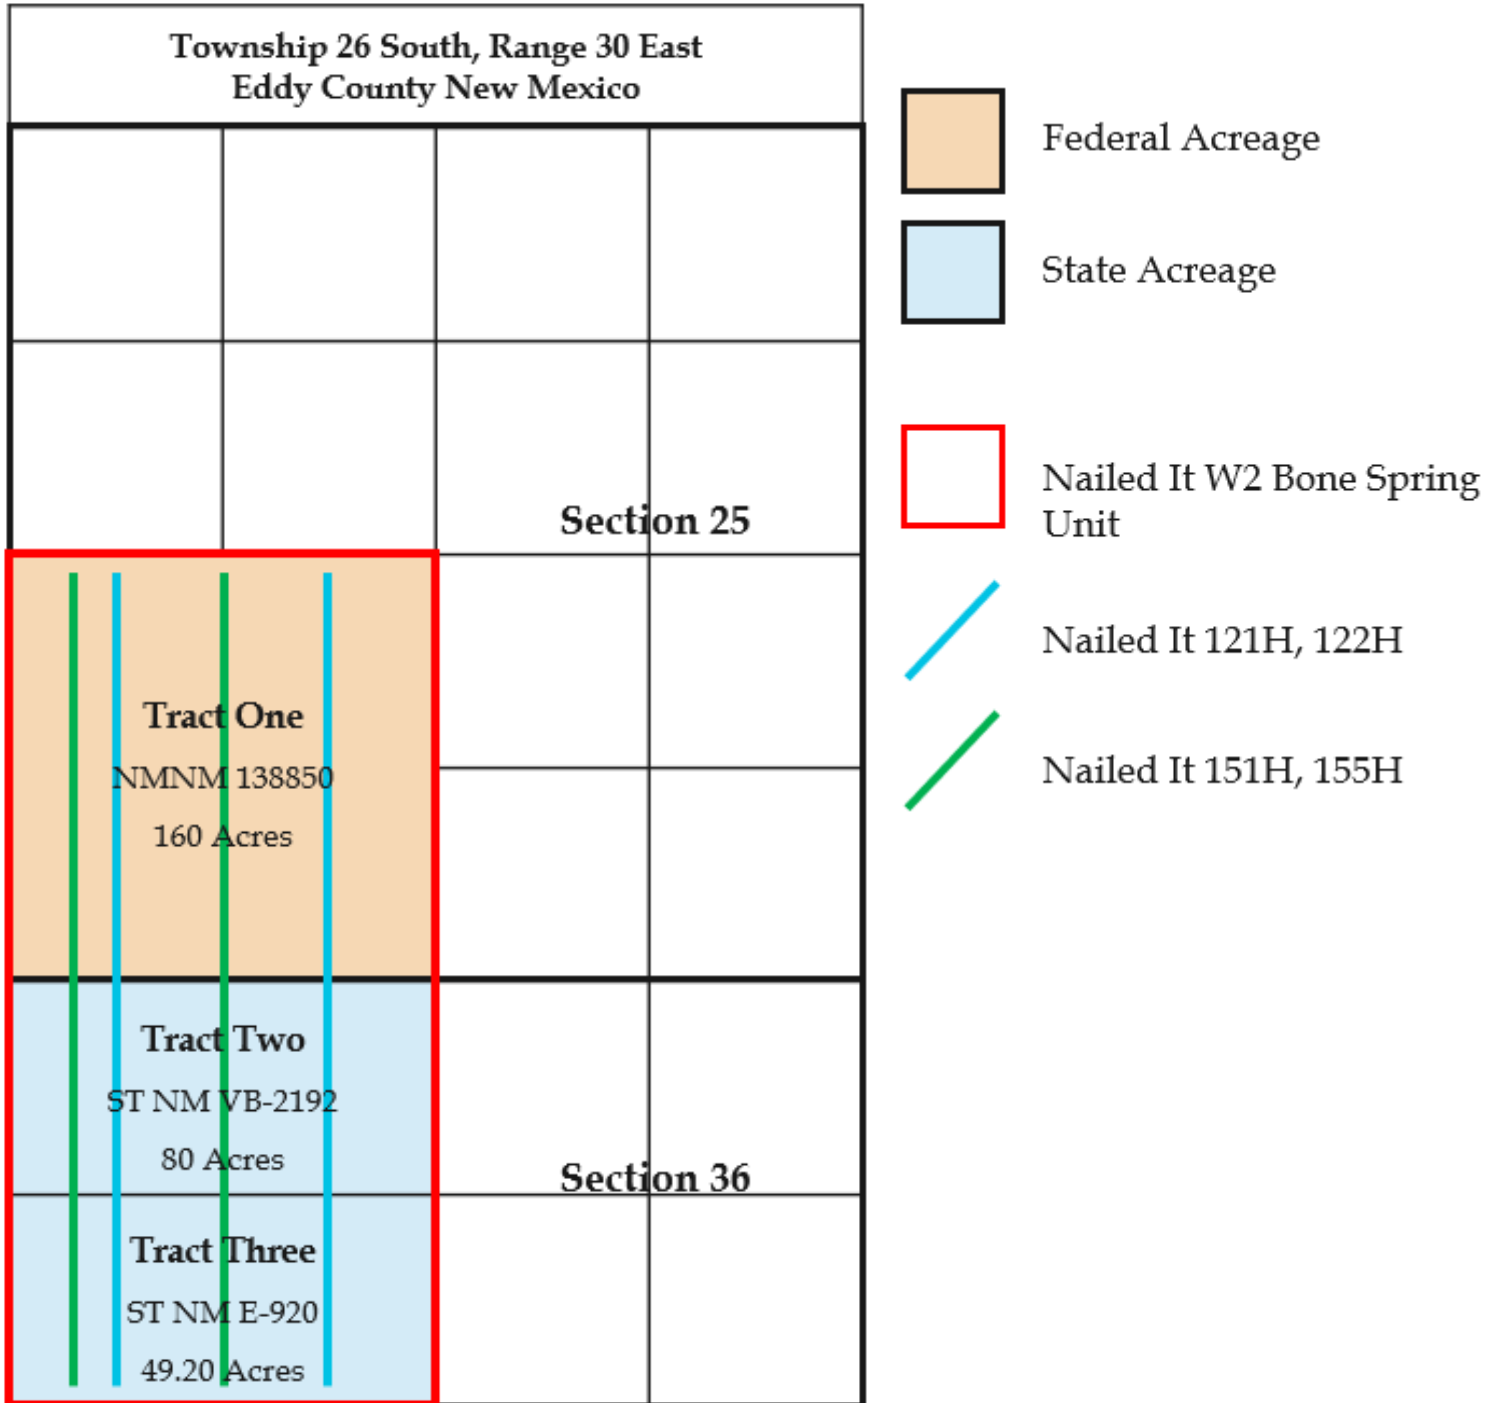 Township 26 South, Range 30 East
Eddy County New Mexico
Federal Acreage
State Acreage
Section 25
Nailed It W2 Bone Spring
Unit
Nailed It 121H, 122H
Tract One
NMNM 138850
160 Acres
Nailed It 151H, 155H
Tract Two
ST NM VB-2192
80 Acres
Section 36
Tract Three
ST NM E-920
49.20 Acres